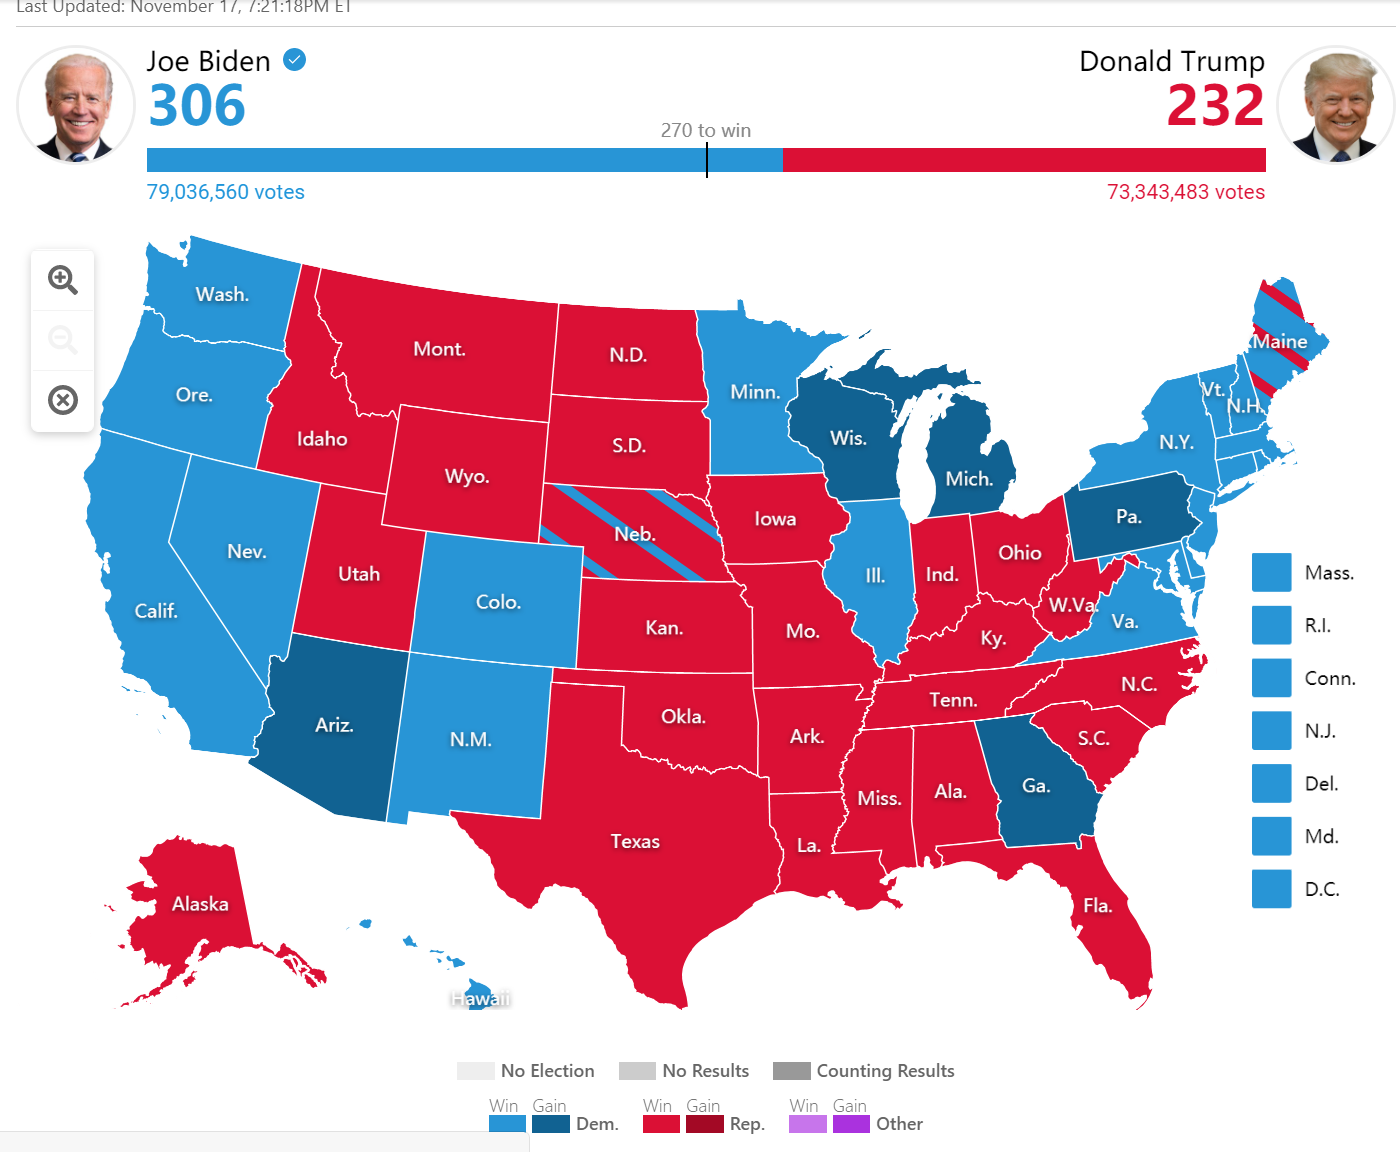 Last Updated: November 17, 7:21:18PM ET
Joe Biden
Donald Trump
306
232
270 to win
79,036,560 votes
73,343,483 votes
Wash.
Mont.
N.D.
Minn.
Maine
Ore.
Idaho
Wyo.
S.D.
Wis.
Mich.
Vt.
N.H.
N.Y.
Neb.
Iowa
Pa.
Nev.
Utah
Colo.
Ill.
Ind.
Ohio
Calif.
Kan.
Mo.
Ky.
W.Va.
Va.
Mass.
R.I.
Conn.
N.J.
Del.
Md.
D.C.
Ariz.
N.M.
Okla.
Ark.
Tenn.
N.C.
S.C.
Texas
La.
Miss.
Ala.
Ga.
Fla.
Alaska
Hawaii
No Election
No Results
Counting Results
Win Gain Dem.
Win Gain Rep.
Win Gain Other